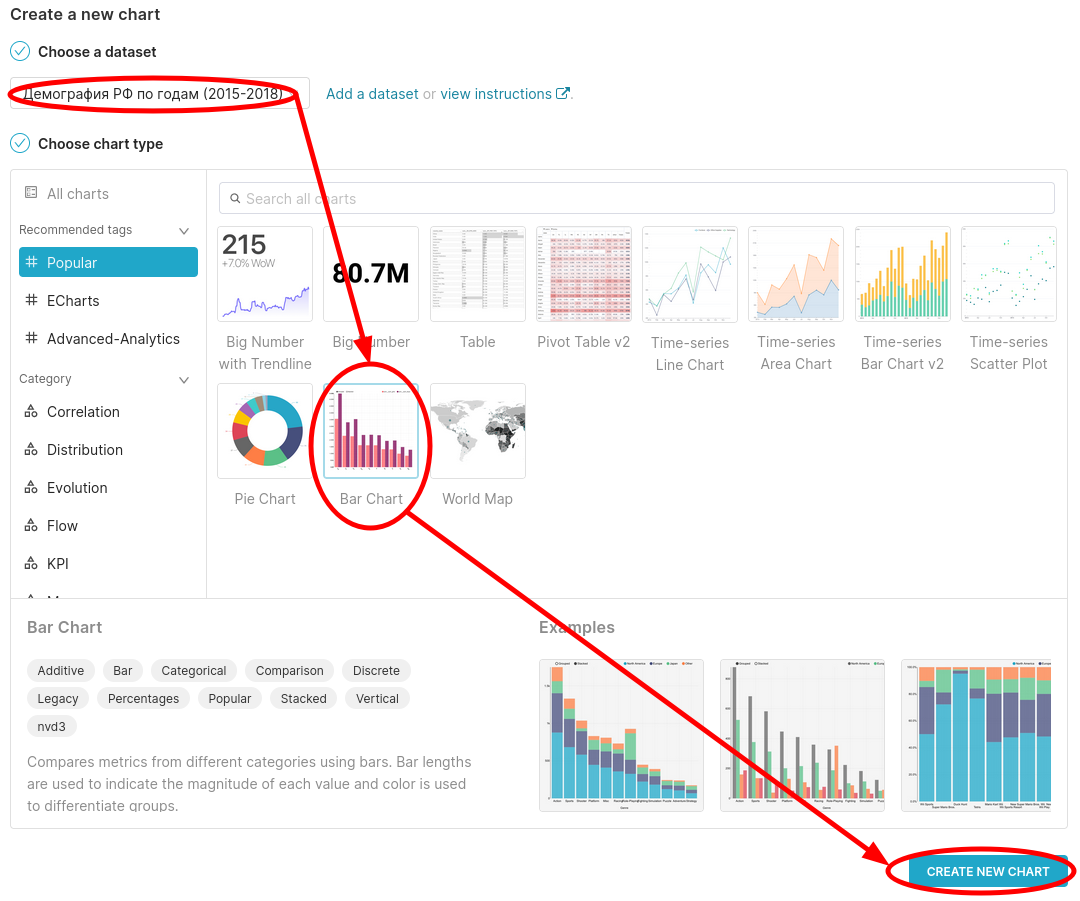 Create a new chart
Choose a dataset
Демография РФ по годам (2015-2018)
Add a dataset or view instructions .
Choose chart type
All charts
Recommended tags
Popular
ECharts
Advanced-Analytics
Category
Correlation
Distribution
Evolution
Flow
KPI
Search all charts
215
+7.0% WoW
80.7M
Big Number
with Trendline
Big Number
Table
Pivot Table v2
Time-series
Line Chart
Time-series
Area Chart
Time-series
Bar Chart v2
Time-series
Scatter Plot
Pie Chart
Bar Chart
World Map
Bar Chart
Additive Bar Categorical Comparison Discrete
Legacy Percentages Popular Stacked Vertical
nvd3
Compares metrics from different categories using bars. Bar lengths
are used to indicate the magnitude of each value and color is used
to differentiate groups.
Examples
CREATE NEW CHART